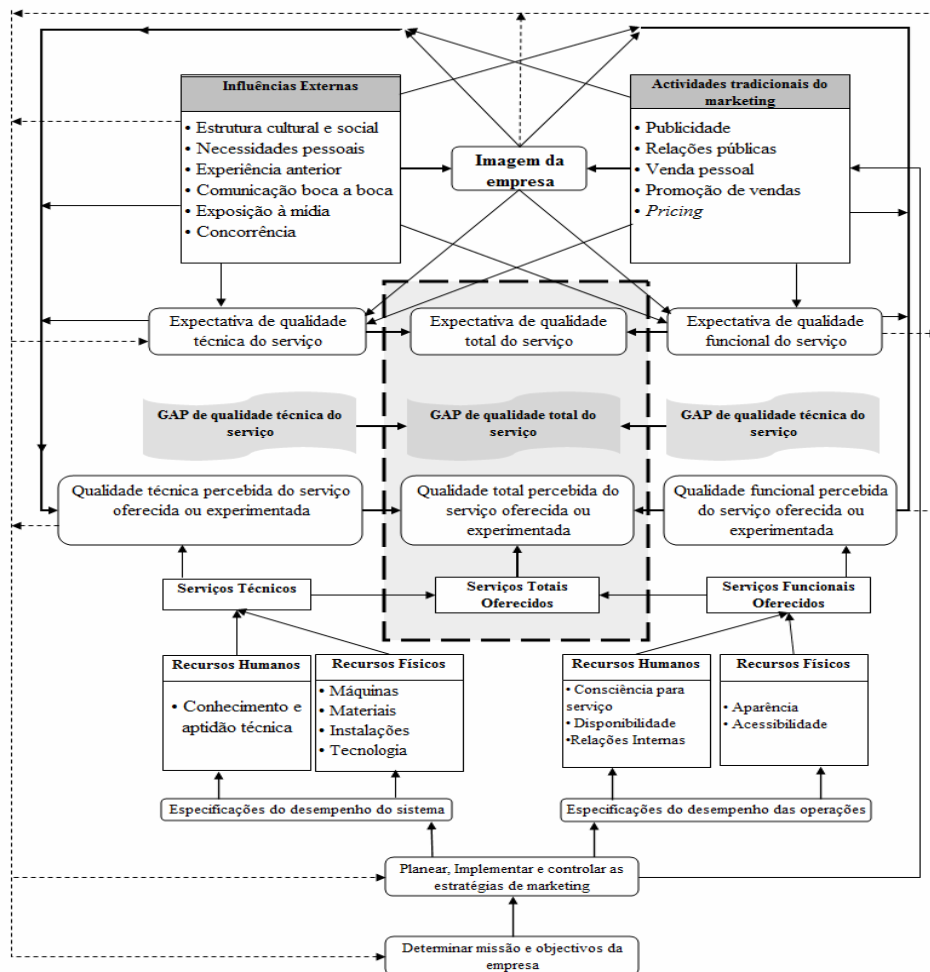 Influências Externas
• Estrutura cultural e social
• Necessidades pessoais
• Experiência anterior
• Comunicação boca a boca
• Exposição à mídia
• Concorrência
Imagem da
empresa
Actividades tradicionais do
marketing
• Publicidade
• Relações públicas
• Venda pessoal
• Promoção de vendas
• Pricing
Expectativa de qualidade
técnica do serviço
Expectativa de qualidade
total do serviço
Expectativa de qualidade
funcional do serviço
GAP de qualidade técnica do
serviço
GAP de qualidade total do
serviço
GAP de qualidade técnica do
serviço
Qualidade técnica percebida do serviço
oferecida ou experimentada
Qualidade total percebida do
serviço oferecida ou
experimentada
Qualidade funcional percebida
do serviço oferecida ou
experimentada
Serviços Técnicos
Serviços Totais
Oferecidos
Serviços Funcionais
Oferecidos
Recursos Humanos
• Conhecimento e
aptidão técnica
Recursos Físicos
• Máquinas
• Materiais
• Instalações
• Tecnologia
Recursos Humanos
• Consciência para
serviço
• Disponibilidade
•Relações Internas
Recursos Físicos
• Aparência
• Acessibilidade
Especificações do desempenho do sistema
Especificações do desempenho das operações
Planear, Implementar e controlar as
estratégias de marketing
Determinar missão e objectivos da
empresa